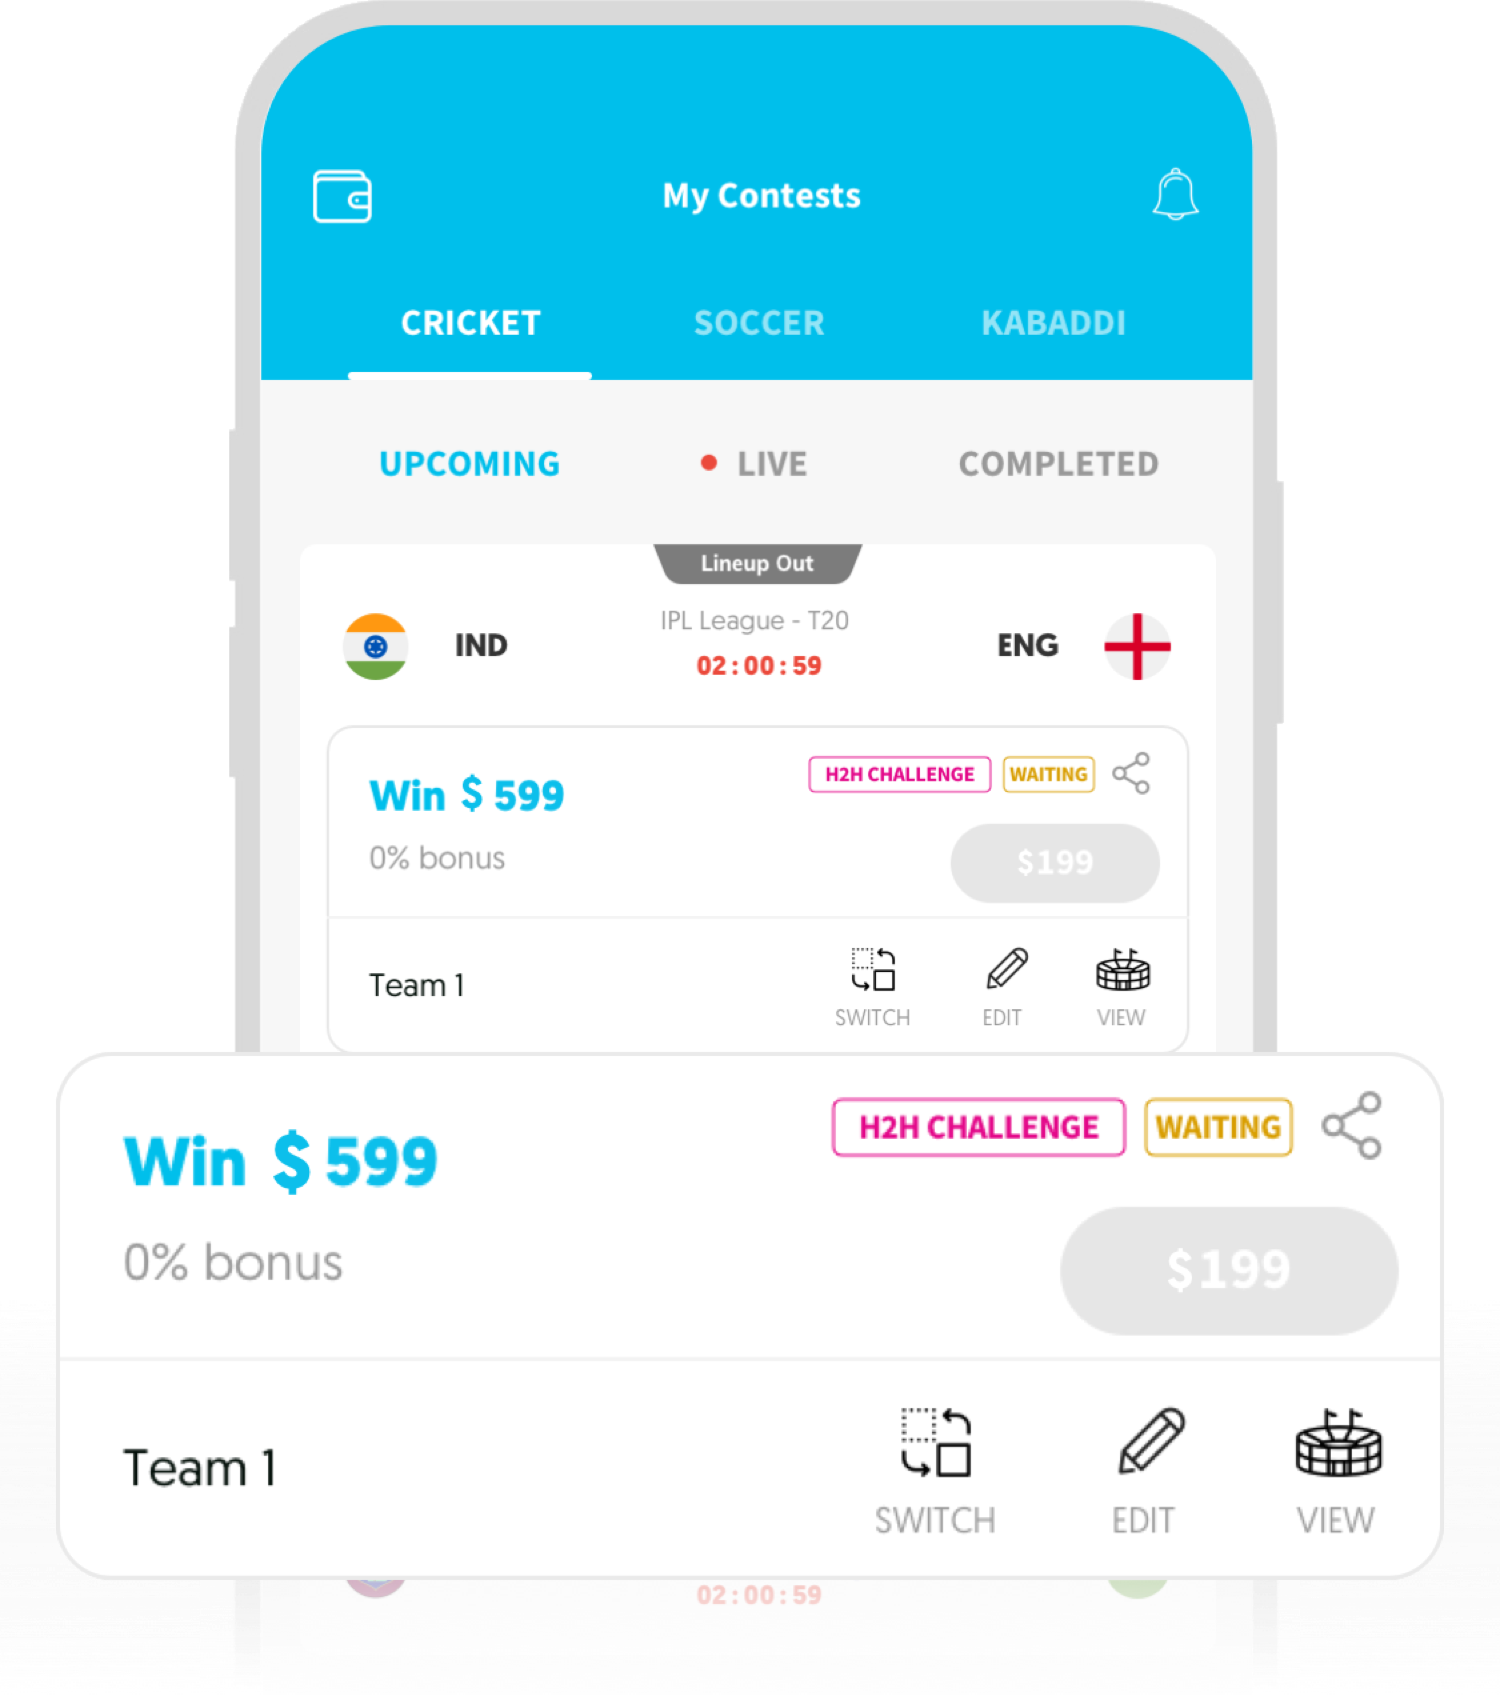 My Contests
CRICKET SOCCER KABADDI
UPCOMING LIVE COMPLETED
Lineup Out
IPL League - T20
IND ENG
02:00:59
H2H CHALLENGE WAITING
Win $ 599
0% bonus
$199
Team 1
SWITCH EDIT VIEW
H2H CHALLENGE WAITING
Win $ 599
0% bonus
$199
Team 1
SWITCH EDIT VIEW
02:00:59